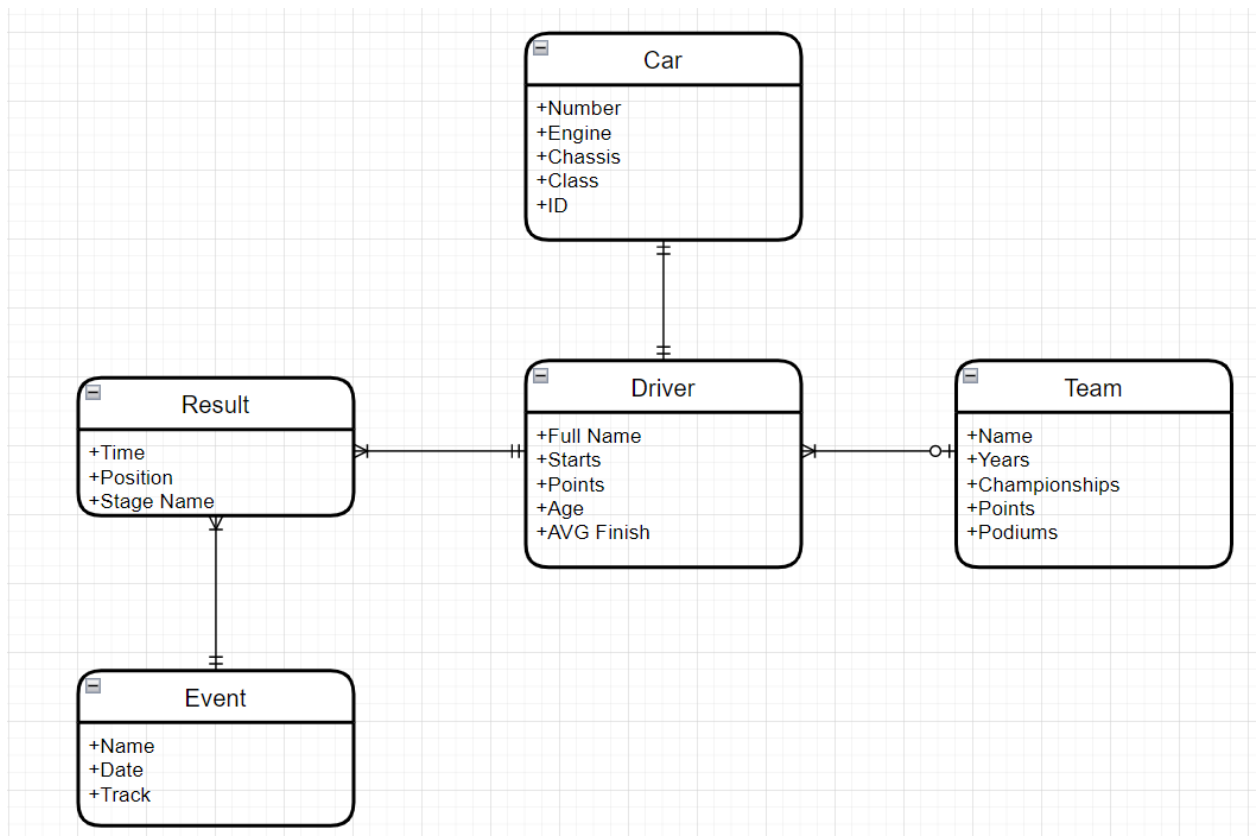 Car
+Number
+Engine
+Chassis
+Class
+ID
Result
+Time
+Position
+Stage Name
Driver
+Full Name
+Starts
+Points
+Age
+AVG Finish
Team
+Name
+Years
+Championships
+Points
+Podiums
Event
+Name
+Date
+Track